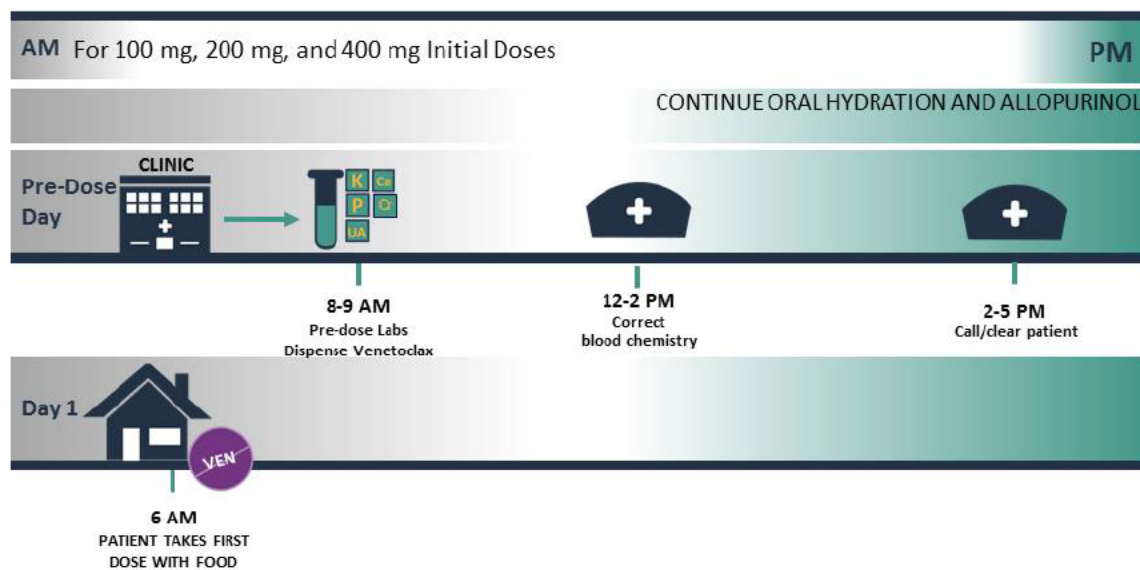 AM For 100 mg, 200 mg, and 400 mg Initial Doses PM
CONTINUE ORAL HYDRATION AND ALLOPURINOL
CLINIC
Pre-Dose
Day
K Ca
P Cr
UA
8-9 AM
Pre-dose Labs
Dispense Venetoclax
12-2 PM
Correct
blood chemistry
2-5 PM
Call/clear patient
Day 1
VEN
6 AM
PATIENT TAKES FIRST
DOSE WITH FOOD